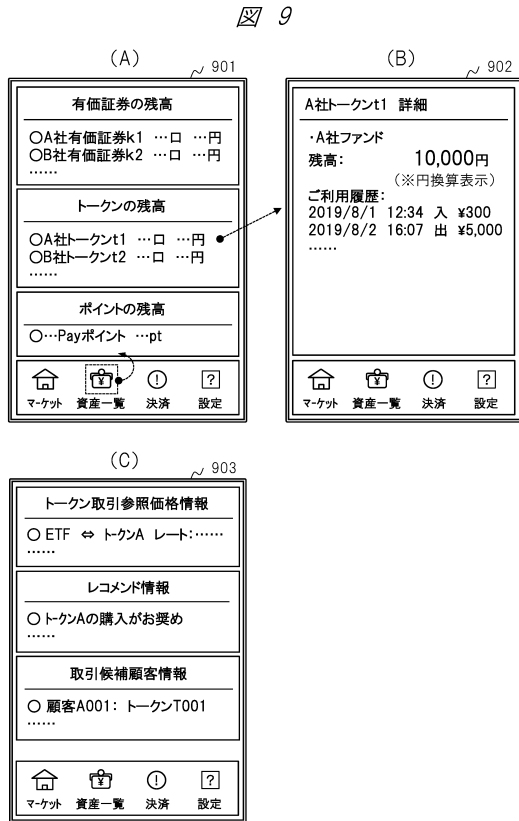 図 9
(A)
901
有価証券の残高
○A社有価証券k1 …口 …円
○B社有価証券k2 …口 …円
……
トークンの残高
○A社トークンt1 …口 …円
○B社トークンt2 …口 …円
……
ポイントの残高
○…Payポイント …pt
マーケット 資産一覧 決済 設定
(B)
902
A社トークンt1 詳細
・A社ファンド
残高: 10,000円
(※円換算表示)
ご利用履歴:
2019/8/1 12:34 入 ¥300
2019/8/2 16:07 出 ¥5,000
……
マーケット 資産一覧 決済 設定
(C)
903
トークン取引参照価格情報
○ ETF ⇔ トークンA レート:……
……
レコメンド情報
○ トークンAの購入がお奨め
……
取引候補顧客情報
○ 顧客A001: トークンT001
……
マーケット 資産一覧 決済 設定